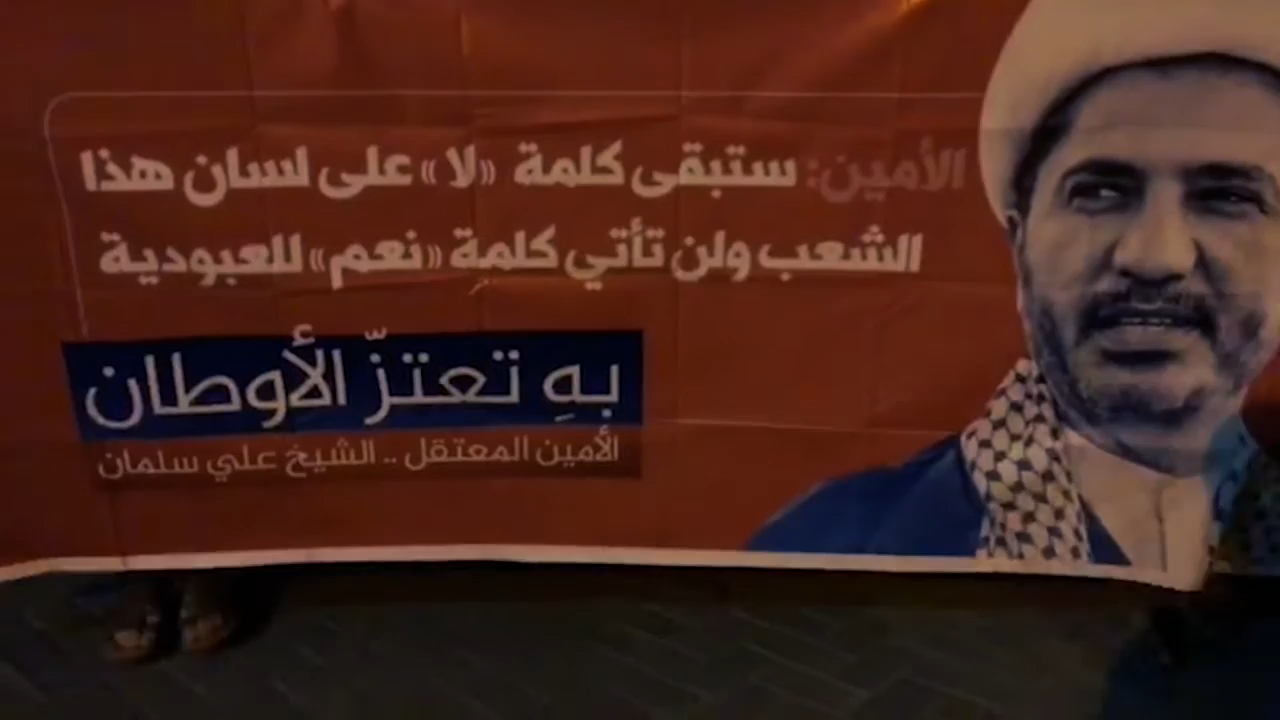 الأمين: ستبقى كلمة «لا» على لسان هذا
الشعب ولن تأتي كلمة «نعم» للعبودية
بهِ تعتزّ الأوطان
الأمين المعتقل .. الشيخ علي سلمان